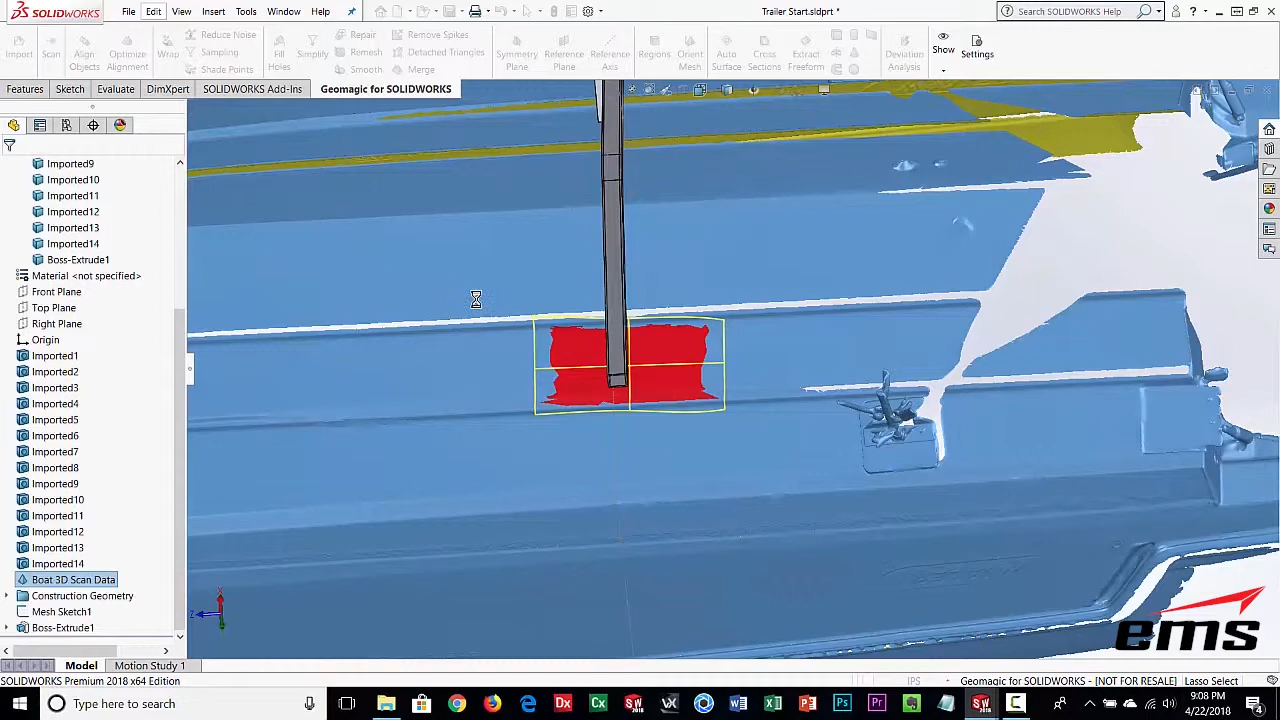 SOLIDWORKS File Edit View Insert Tools Window Help Trailer Start.sldprt * Search SOLIDWORKS Help
Import Scan Align Objects Optimize Alignment Wrap Reduce Noise Sampling Shade Points Fill Holes Simplify Repair Remesh Smooth Remove Spikes Detached Triangles Merge Symmetry Plane Reference Plane Reference Axis Regions Orient Mesh Auto Surface Cross Sections Extract Freeform Deviation Analysis Show Settings
Features Sketch Evaluate DimXpert SOLIDWORKS Add-Ins Geomagic for SOLIDWORKS
Imported9
Imported10
Imported11
Imported12
Imported13
Imported14
Boss-Extrude1
Material <not specified>
Front Plane
Top Plane
Right Plane
Origin
Imported1
Imported2
Imported3
Imported4
Imported5
Imported6
Imported7
Imported8
Imported9
Imported10
Imported11
Imported12
Imported13
Imported14
Boat 3D Scan Data
Construction Geometry
Mesh Sketch1
Boss-Extrude1
X
Z
ems
Model Motion Study 1
SOLIDWORKS Premium 2018 x64 Edition IPS Geomagic for SOLIDWORKS - [NOT FOR RESALE] Lasso Select
Type here to search
9:08 PM
4/22/2018